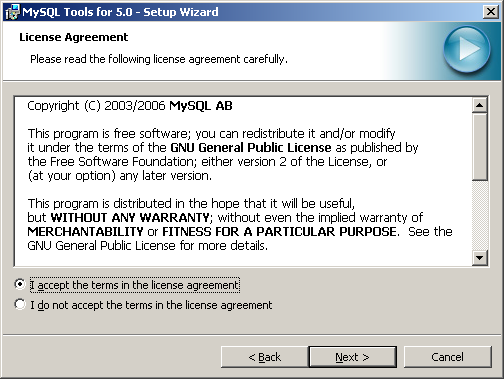 MySQL Tools for 5.0 - Setup Wizard
License Agreement
Please read the following license agreement carefully.
Copyright (C) 2003/2006 MySQL AB
This program is free software; you can redistribute it and/or modify
it under the terms of the GNU General Public License as published by
the Free Software Foundation; either version 2 of the License, or
(at your option) any later version.
This program is distributed in the hope that it will be useful,
but WITHOUT ANY WARRANTY; without even the implied warranty of
MERCHANTABILITY or FITNESS FOR A PARTICULAR PURPOSE. See the
GNU General Public License for more details.
I accept the terms in the license agreement
I do not accept the terms in the license agreement
< Back Next > Cancel